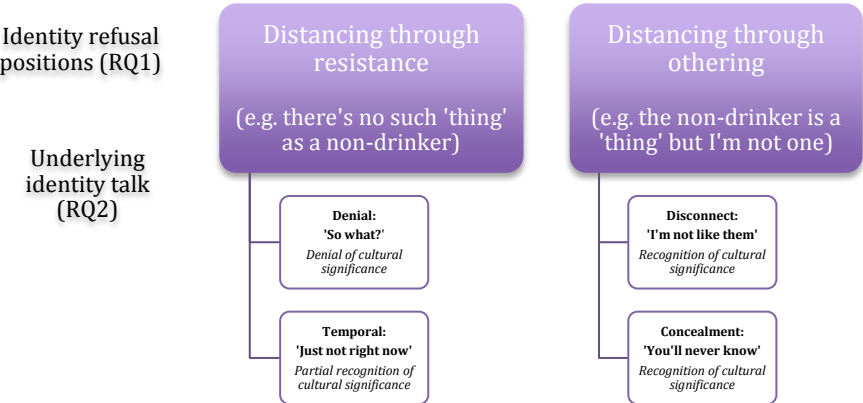 Identity refusal
positions (RQ1)
Distancing through
resistance
(e.g. there's no such 'thing'
as a non-drinker)
Distancing through
othering
(e.g. the non-drinker is a
'thing' but I'm not one)
Underlying
identity talk
(RQ2)
Denial:
'So what?'
Denial of cultural
significance
Disconnect:
'I'm not like them'
Recognition of cultural
significance
Temporal:
'Just not right now'
Partial recognition of
cultural significance
Concealment:
'You'll never know'
Recognition of cultural
significance